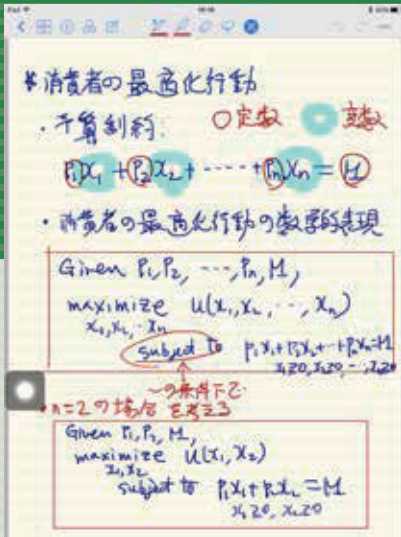 *消費者の最適化行動
・予算制約: ○定数 変数
P₁x₁ + P₂x₂ + ----- + Pₙxₙ = M
・消費者の最適化行動の数学的表現
Given P₁, P₂, ---, Pₙ, M,
maximize u(x₁, x₂, --, xₙ)
x₁, x₂, -- xₙ
subject to P₁x₁+P₂x₂+--+Pₙxₙ=M
x₁≥0, x₂≥0, --, xₙ≥0
〜の条件下で
・n=2の場合を考える
Given P₁, P₂, M,
maximize u(x₁, x₂)
x₁, x₂
subject to P₁x₁+P₂x₂=M
x₁≥0, x₂≥0